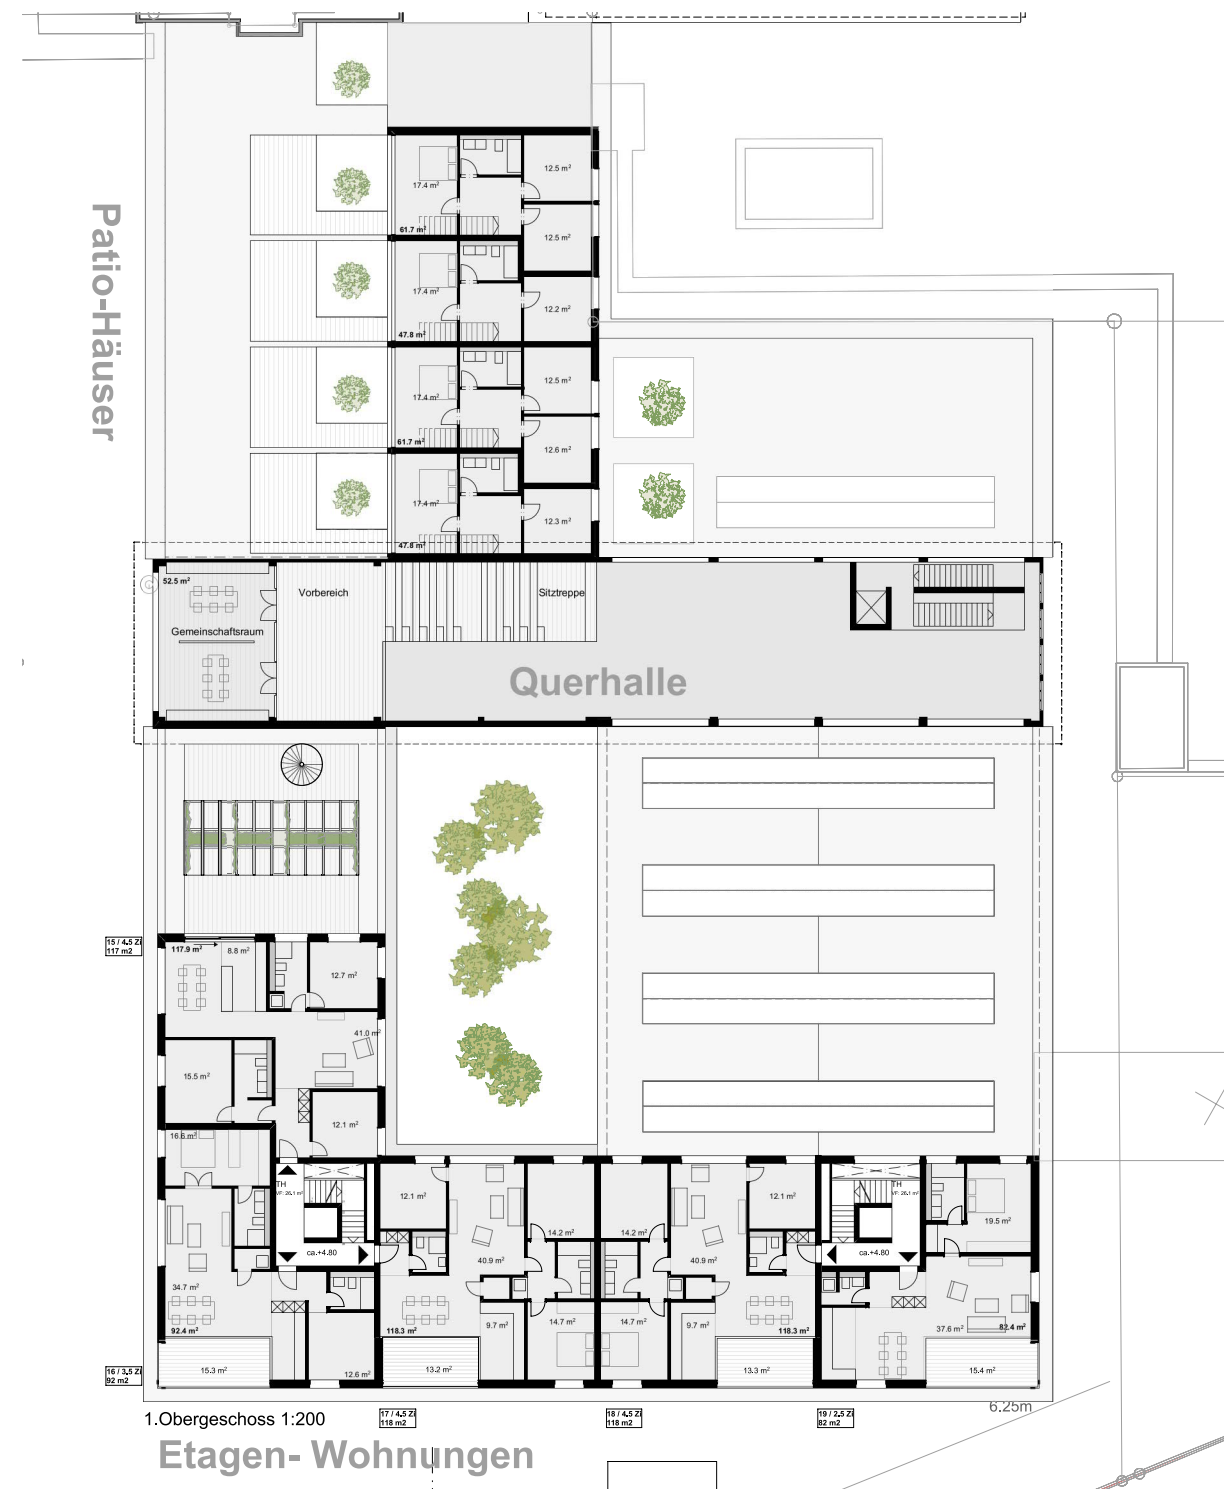 Patio-Häuser
17.4 m²
12.5 m²
12.5 m²
61.7 m²
17.4 m²
12.2 m²
47.8 m²
17.4 m²
12.5 m²
61.7 m²
12.6 m²
17.4 m²
12.3 m²
47.8 m²
52.5 m²
Vorbereich
Sitztreppe
Gemeinschaftsraum
Querhalle
15 / 4.5 Zi
117 m2
117.9 m²
8.8 m²
12.7 m²
41.0 m²
15.5 m²
12.1 m²
16.6 m²
TH
VF: 26.1 m²
12.1 m²
14.2 m²
14.2 m²
12.1 m²
TH
VF: 26.1 m²
19.5 m²
ca.+4.80
40.9 m²
40.9 m²
ca.+4.80
34.7 m²
92.4 m²
118.3 m²
9.7 m²
14.7 m²
14.7 m²
9.7 m²
118.3 m²
37.6 m²
82.4 m²
16 / 3.5 Zi
92 m2
15.3 m²
12.6 m²
13.2 m²
13.3 m²
15.4 m²
6.25m
1.Obergeschoss 1:200
17 / 4.5 Zi
118 m2
18 / 4.5 Zi
118 m2
19 / 2.5 Zi
82 m2
Etagen- Wohnungen